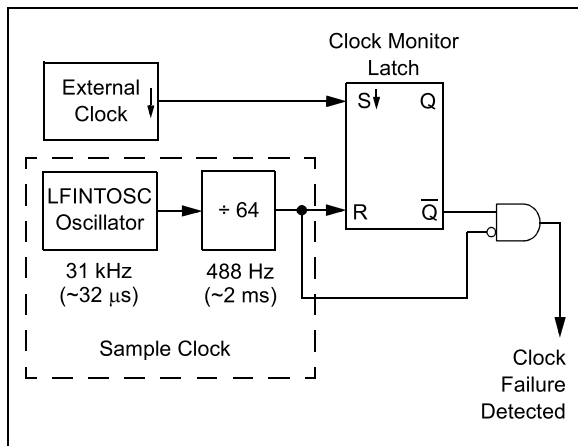 Clock Monitor
Latch
External
Clock
S
Q
LFINTOSC
Oscillator
÷ 64
R
Q̅
31 kHz
(~32 μs)
488 Hz
(~2 ms)
Sample Clock
Clock
Failure
Detected